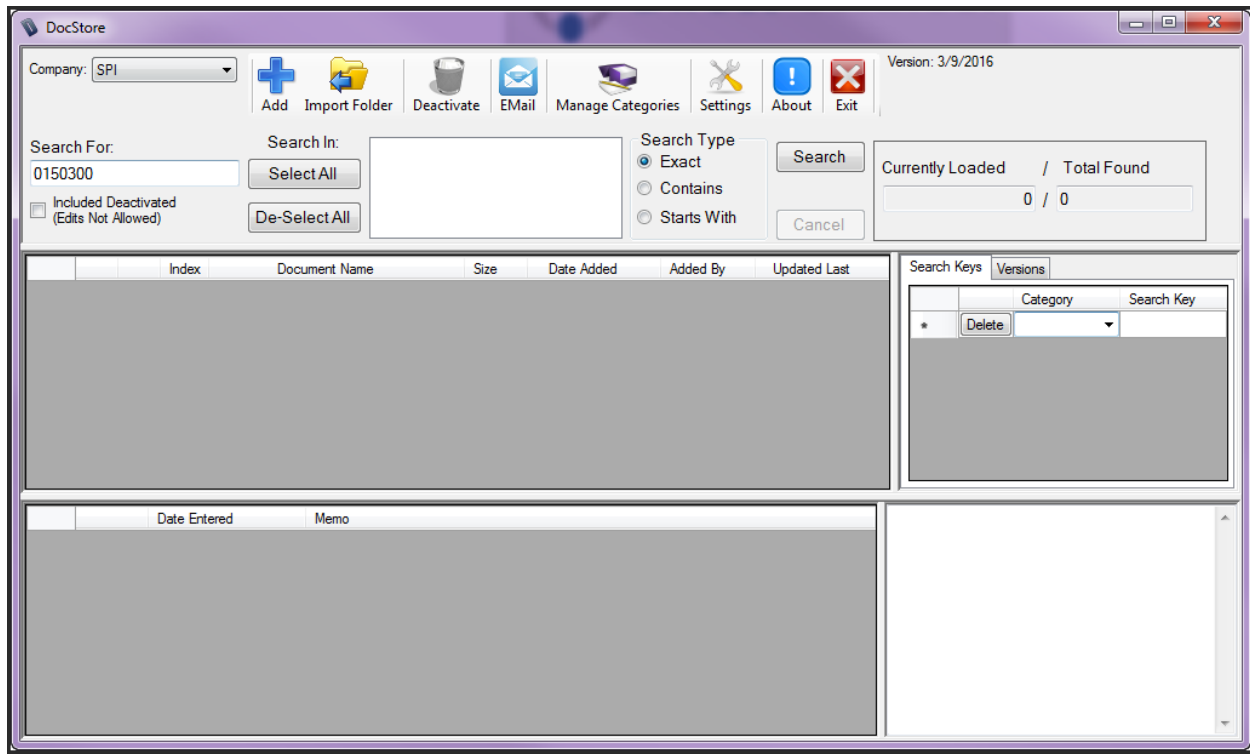 DocStore
Company: SPI
Add Import Folder Deactivate EMail Manage Categories Settings About Exit
Version: 3/9/2016
Search For:
0150300
Included Deactivated
(Edits Not Allowed)
Search In:
Select All
De-Select All
Search Type
Exact
Contains
Starts With
Search
Cancel
Currently Loaded / Total Found
0 / 0
Index Document Name Size Date Added Added By Updated Last
Search Keys Versions
Category Search Key
* Delete
Date Entered Memo